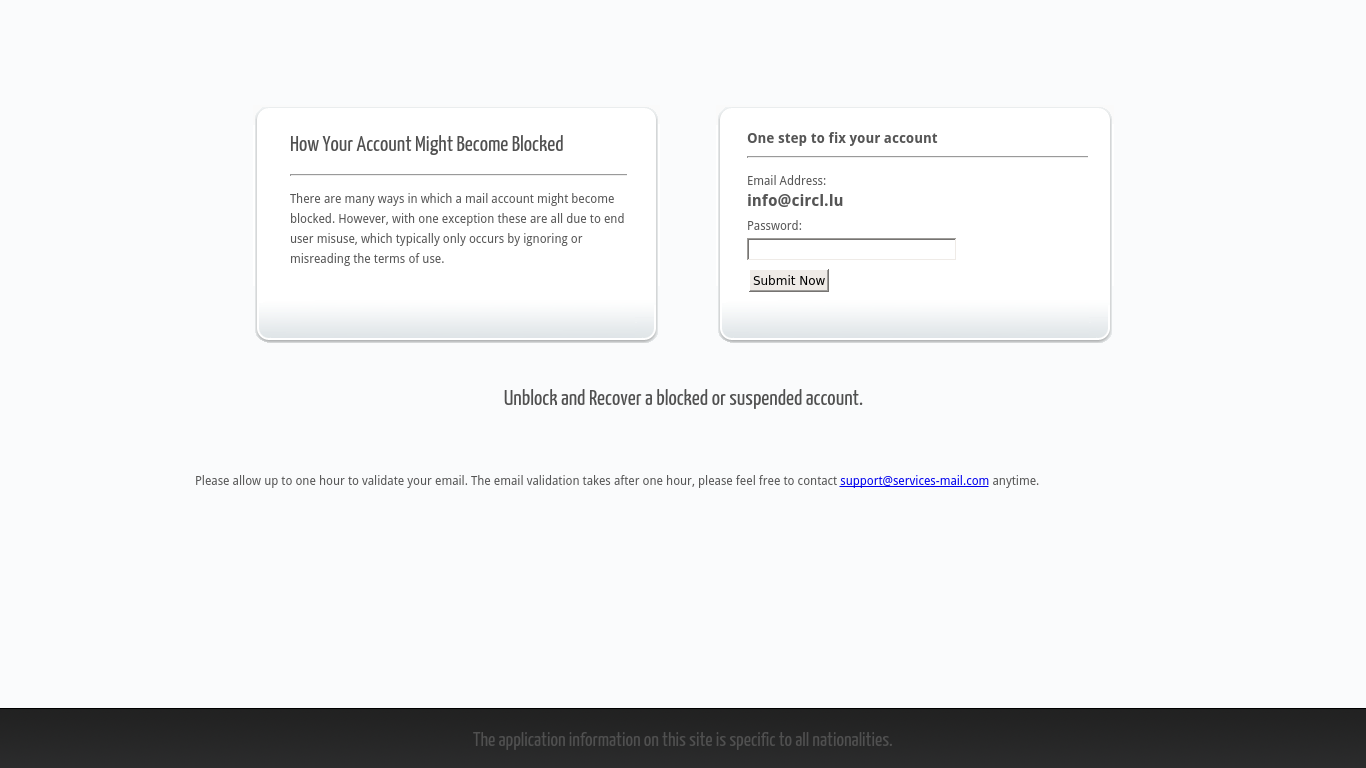 How Your Account Might Become Blocked
There are many ways in which a mail account might become
blocked. However, with one exception these are all due to end
user misuse, which typically only occurs by ignoring or
misreading the terms of use.
One step to fix your account
Email Address:
info@circl.lu
Password:
Submit Now
Unblock and Recover a blocked or suspended account.
Please allow up to one hour to validate your email. The email validation takes after one hour, please feel free to contact support@services-mail.com anytime.
The application information on this site is specific to all nationalities.